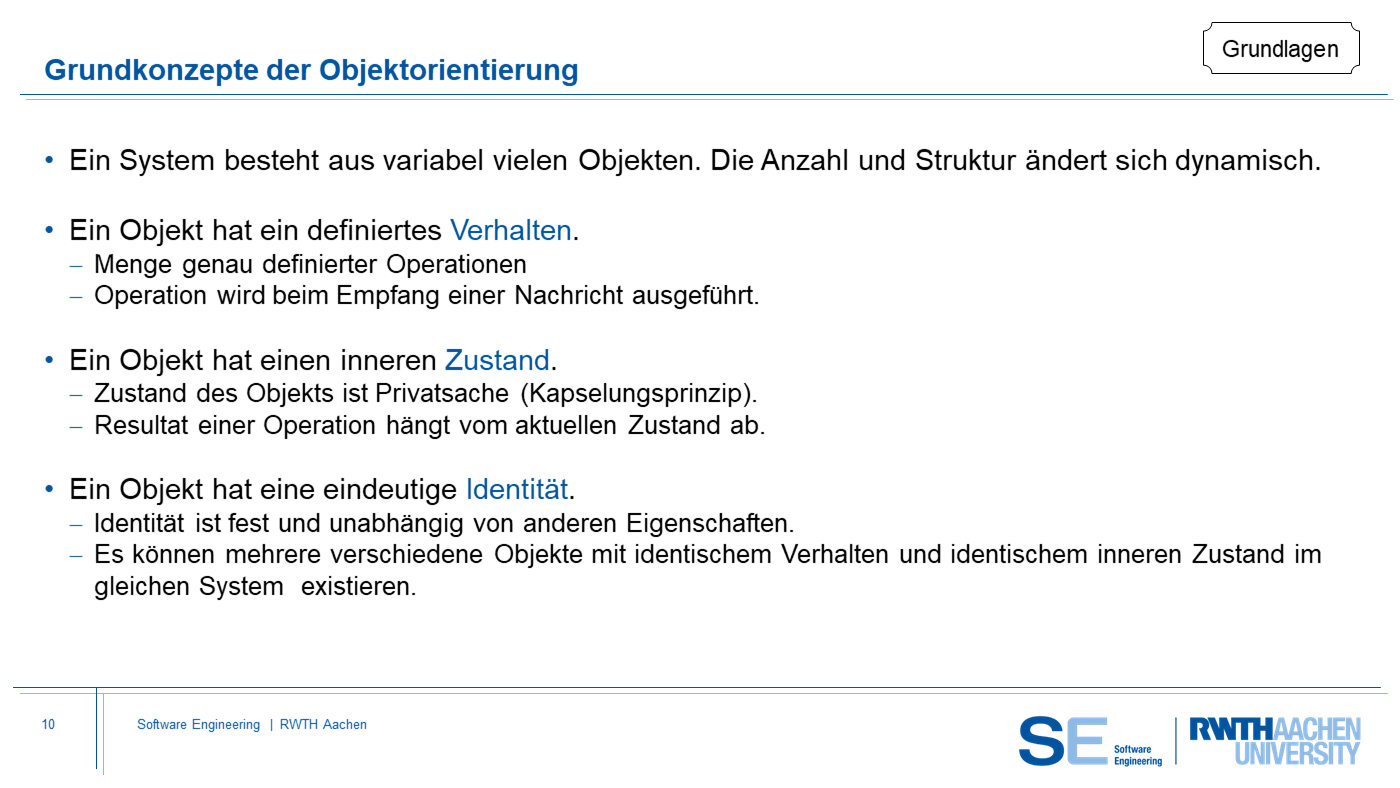 Grundlagen
Grundkonzepte der Objektorientierung
• Ein System besteht aus variabel vielen Objekten. Die Anzahl und Struktur ändert sich dynamisch.
• Ein Objekt hat ein definiertes Verhalten.
– Menge genau definierter Operationen
– Operation wird beim Empfang einer Nachricht ausgeführt.
• Ein Objekt hat einen inneren Zustand.
– Zustand des Objekts ist Privatsache (Kapselungsprinzip).
– Resultat einer Operation hängt vom aktuellen Zustand ab.
• Ein Objekt hat eine eindeutige Identität.
– Identität ist fest und unabhängig von anderen Eigenschaften.
– Es können mehrere verschiedene Objekte mit identischem Verhalten und identischem inneren Zustand im
gleichen System existieren.
10
Software Engineering | RWTH Aachen
SE Software
Engineering
RWTHAACHEN
UNIVERSITY